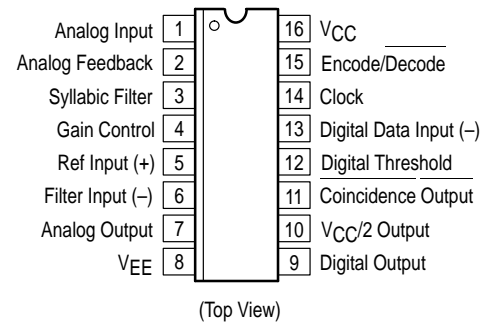 Analog Input 1 16 VCC
Analog Feedback 2 15 Encode/Decode
Syllabic Filter 3 14 Clock
Gain Control 4 13 Digital Data Input (–)
Ref Input (+) 5 12 Digital Threshold
Filter Input (–) 6 11 Coincidence Output
Analog Output 7 10 VCC/2 Output
VEE 8 9 Digital Output
(Top View)